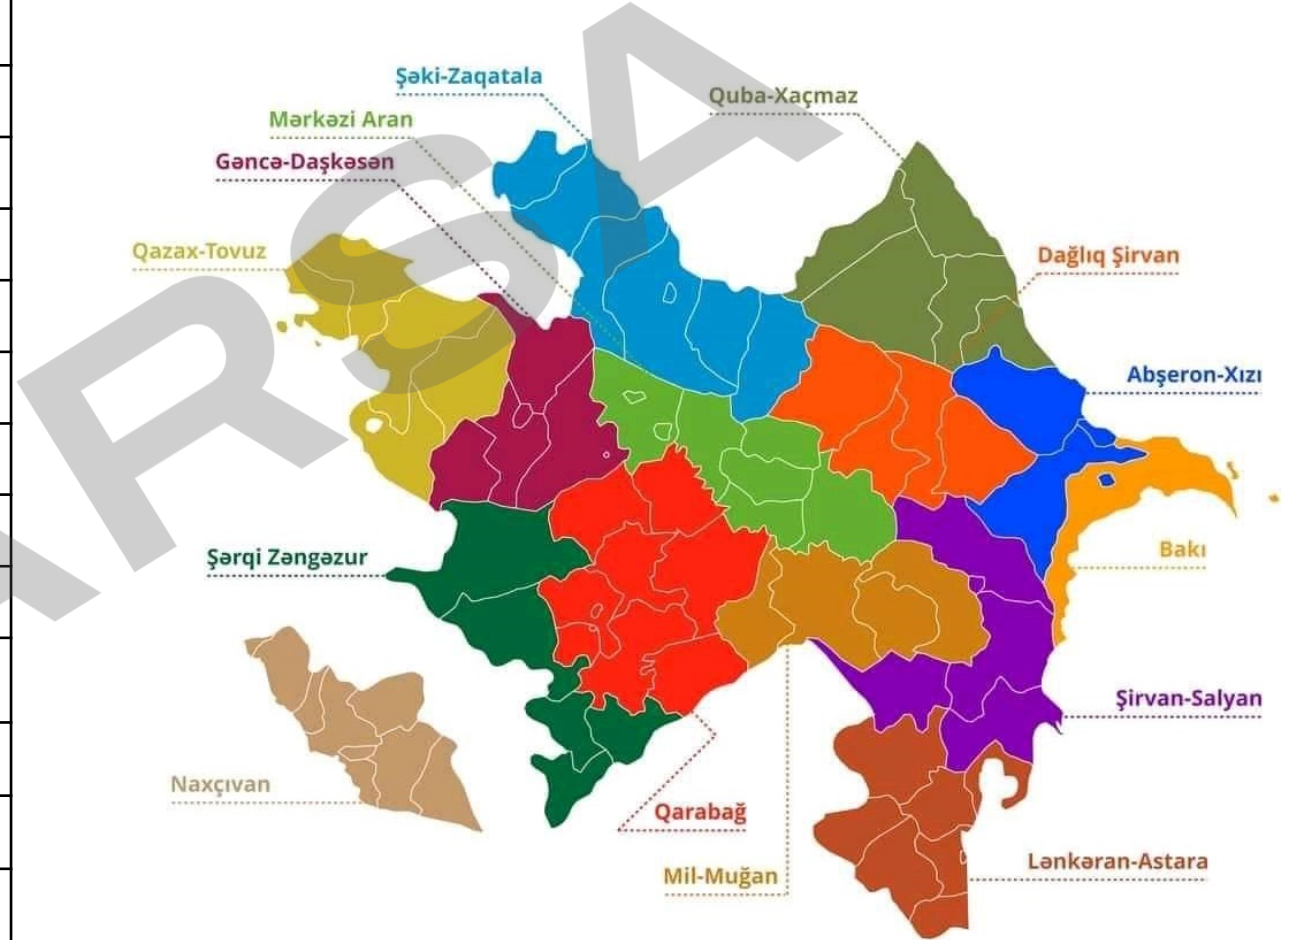 Şəki-Zaqatala
Quba-Xaçmaz
Mərkəzi Aran
Gəncə-Daşkəsən
Qazax-Tovuz
Dağlıq Şirvan
Abşeron-Xızı
Şərqi Zəngəzur
Bakı
Şirvan-Salyan
Naxçıvan
Qarabağ
Mil-Muğan
Lənkəran-Astara
ARSA